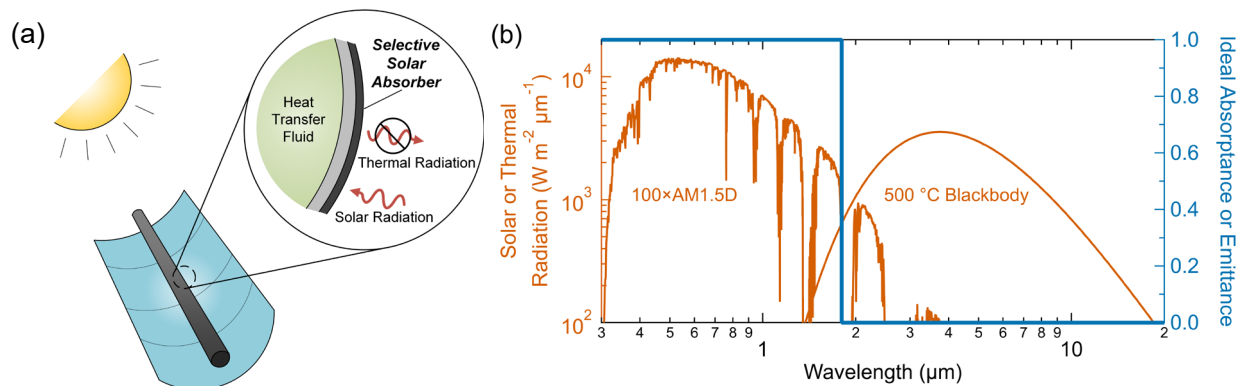 (a)
Selective
Solar
Absorber
Heat
Transfer
Fluid
Thermal Radiation
Solar Radiation
(b)
Solar or Thermal
Radiation (W m⁻² µm⁻¹)
10⁴
10³
10²
100×AM1.5D
500 °C Blackbody
1.0
0.8
0.6
0.4
0.2
0.0
Ideal Absorptance or Emittance
3 4 5 6 7 8 9 1 2 3 4 5 6 7 8 9 10 2
Wavelength (µm)